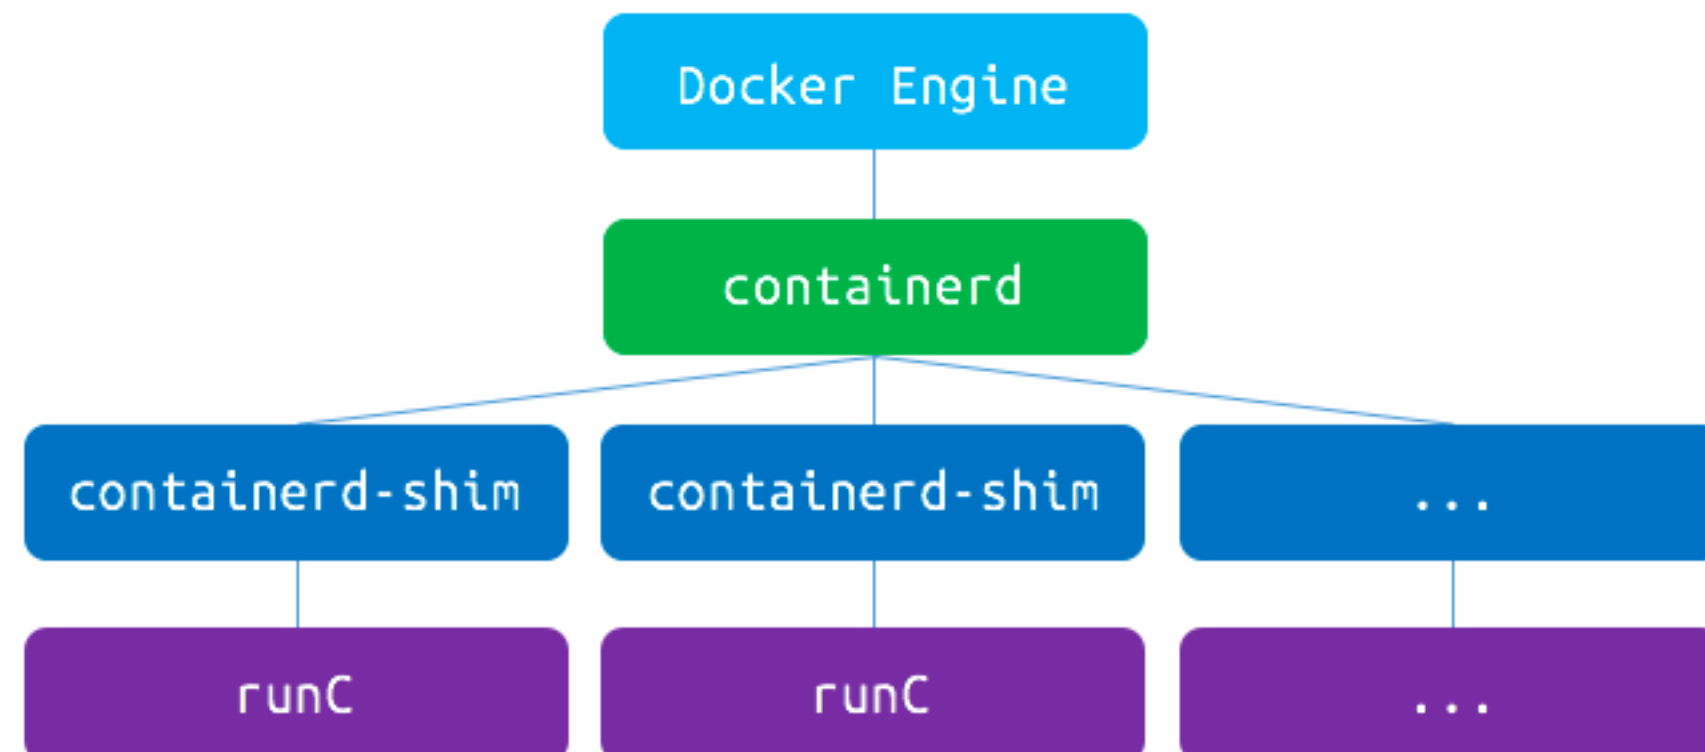 Docker Engine
containerd
containerd-shim
containerd-shim
...
runC
runC
...